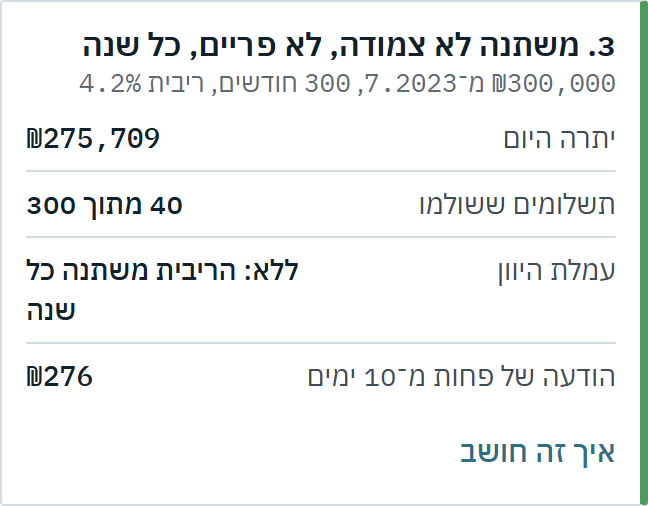 3. משתנה לא צמודה, לא פריים, כל שנה
₪300,000 מ־7.2023, 300 חודשים, ריבית 4.2%
יתרה היום
₪275,709
תשלומים ששולמו
40 מתוך 300
עמלת היוון
ללא: הריבית משתנה כל
שנה
הודעה של פחות מ־10 ימים
₪276
איך זה חושב